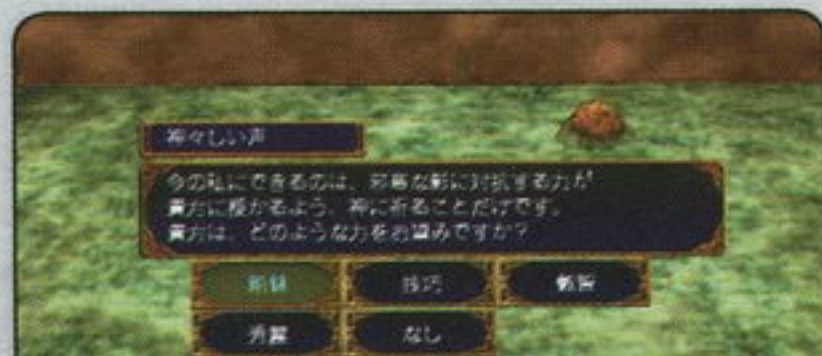 神々しい声
今の私にできるのは、邪悪な影に対抗する力が
貴方に授かるよう、神に祈ることだけです。
貴方は、どのような力をお望みですか?
技巧
秀麗 なし